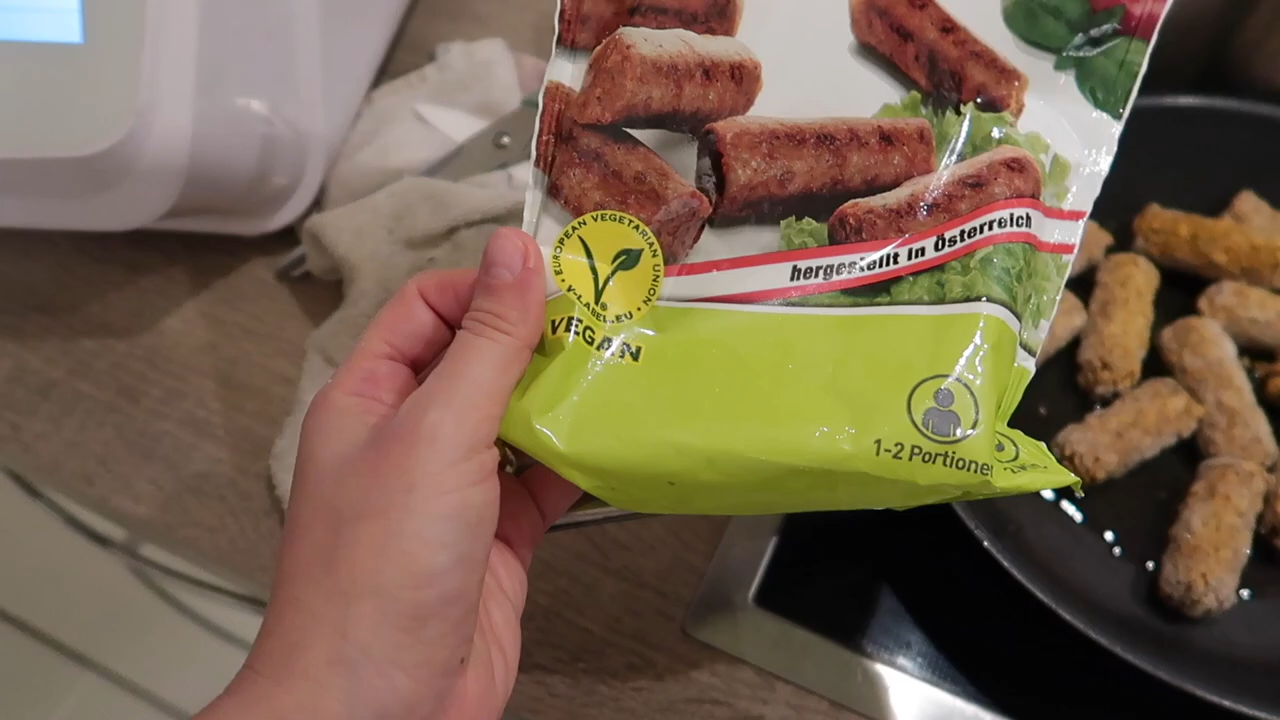 hergestellt in Österreich
EUROPEAN VEGETARIAN UNION
V-LABEL.EU
VEGAN
1-2 Portionen